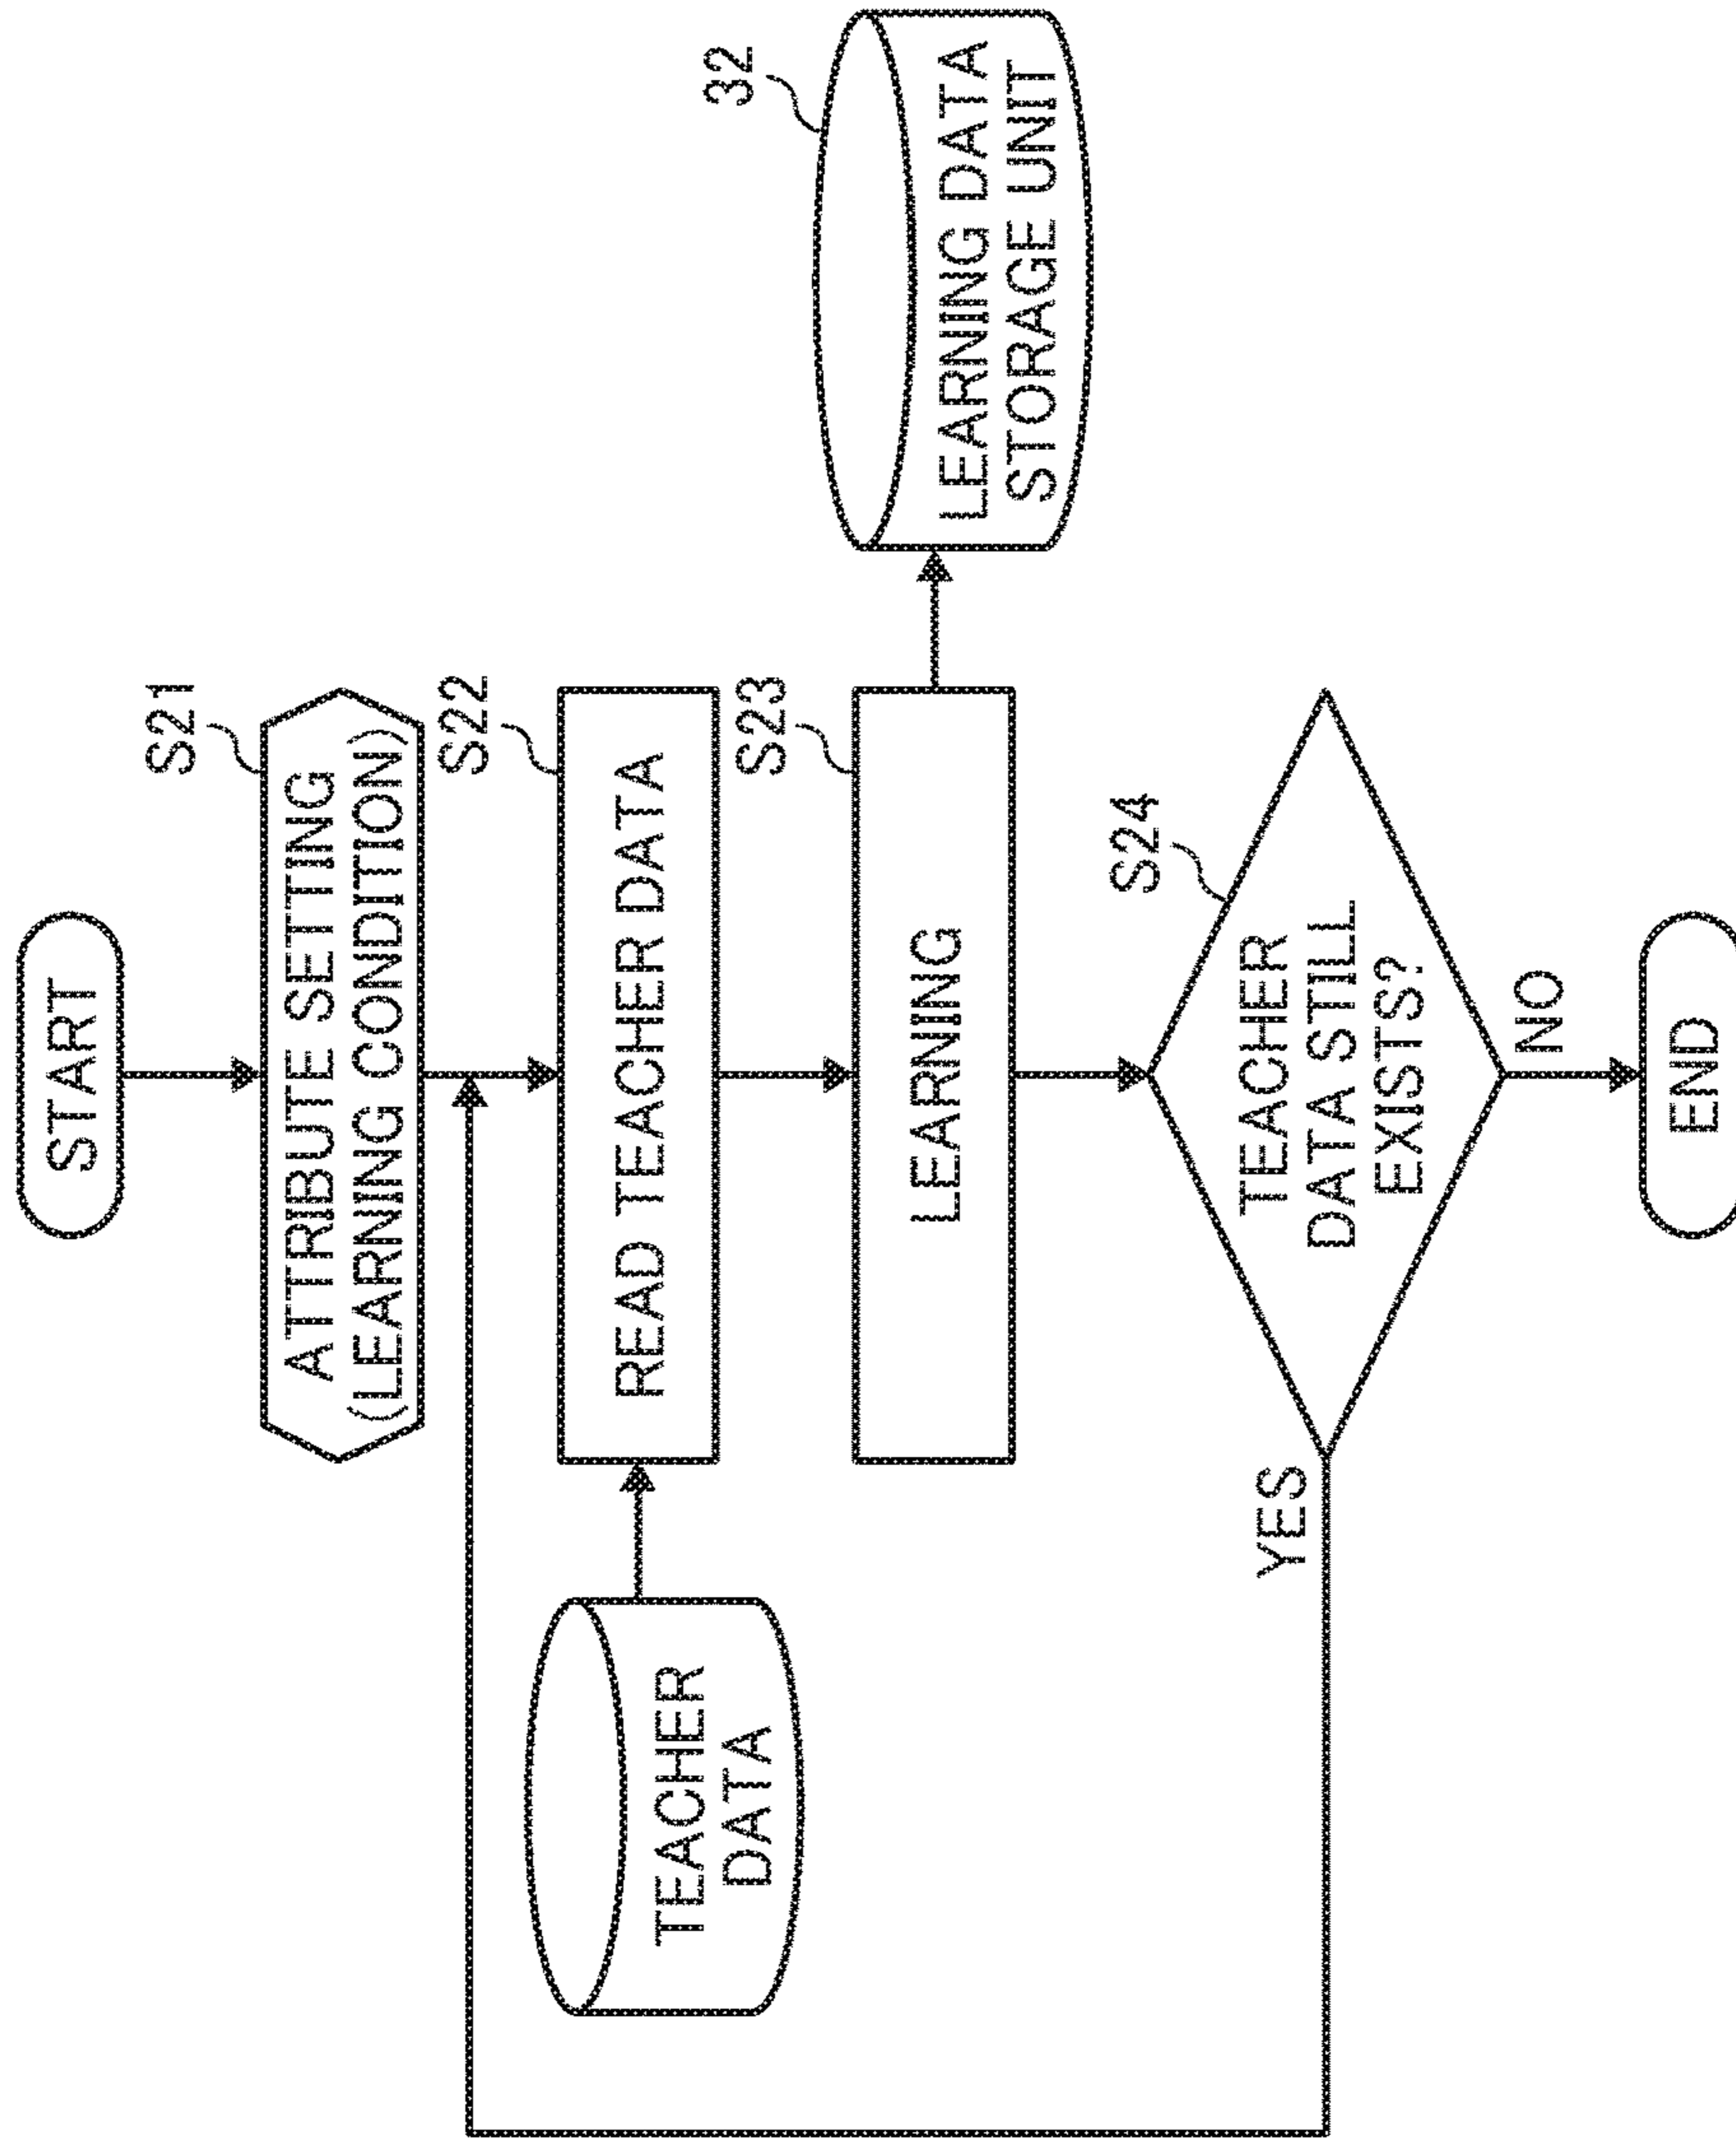 START
S21
ATTRIBUTE SETTING
(LEARNING CONDITION)
S22
READ TEACHER DATA
TEACHER
DATA
S23
LEARNING
32
LEARNING DATA
STORAGE UNIT
S24
TEACHER
DATA STILL
EXISTS?
YES
NO
END